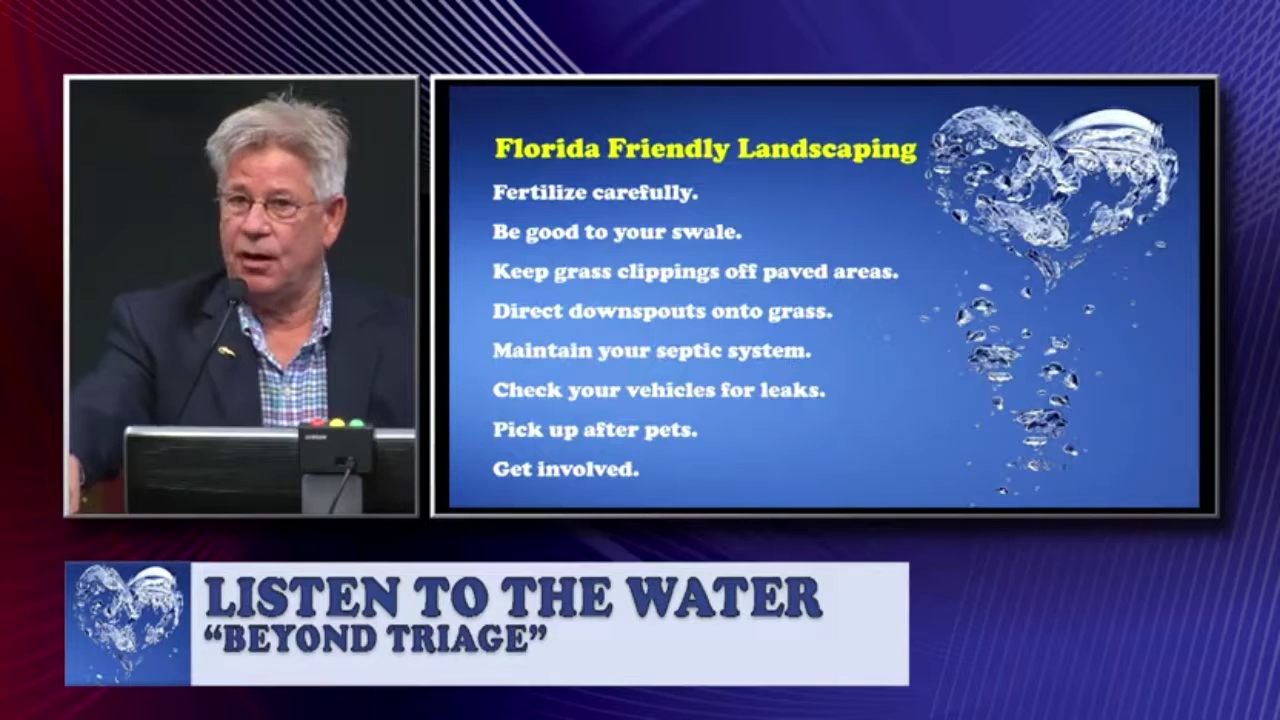 Florida Friendly Landscaping
Fertilize carefully.
Be good to your swale.
Keep grass clippings off paved areas.
Direct downspouts onto grass.
Maintain your septic system.
Check your vehicles for leaks.
Pick up after pets.
Get involved.
LISTEN TO THE WATER
“BEYOND TRIAGE”